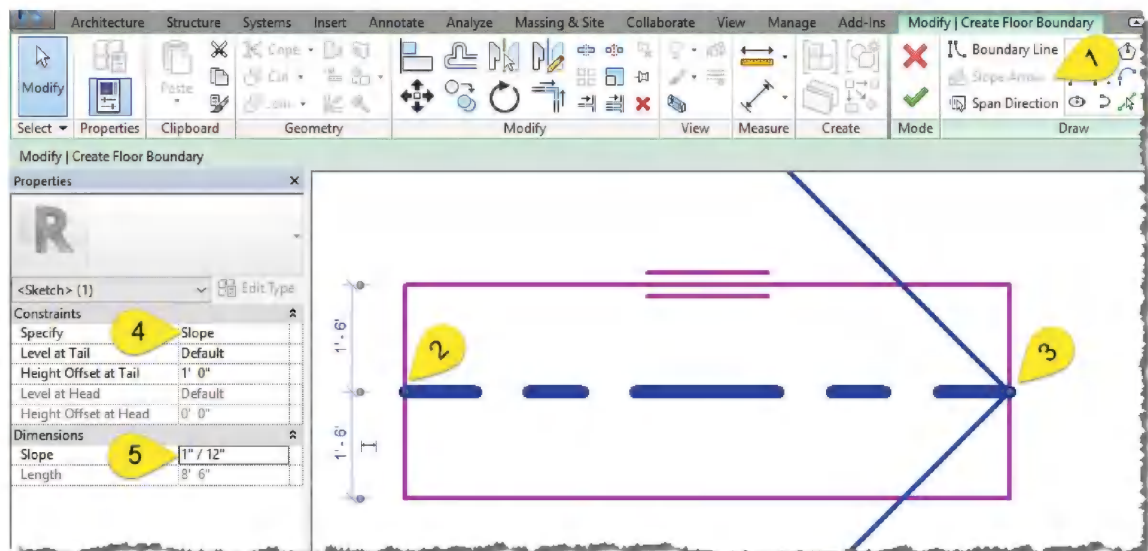 Architecture Structure Systems Insert Annotate Analyze Massing & Site Collaborate View Manage Add-Ins Modify | Create Floor Boundary
Modify
Paste
Cope
Cut
Join
Boundary Line
Slope Arrow
Span Direction
1
Select Properties Clipboard Geometry Modify View Measure Create Mode Draw
Modify | Create Floor Boundary
Properties
R
<Sketch> (1) Edit Type
Constraints
Specify Slope
4
Level at Tail Default
Height Offset at Tail 1' 0"
Level at Head Default
Height Offset at Head 0' 0"
Dimensions
Slope 1" / 12"
5
Length 8' 6"
1' - 6"
1' - 6"
2
3